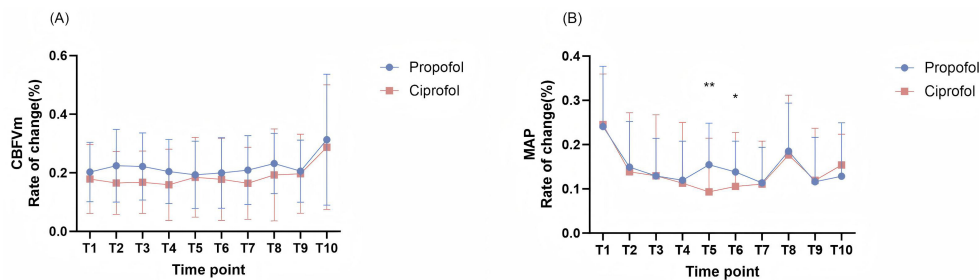 (A)
0.6
0.4
0.2
0.0
CBFVm
Rate of change(%)
T1 T2 T3 T4 T5 T6 T7 T8 T9 T10
Time point
Propofol
Ciprofol
(B)
0.4
0.3
0.2
0.1
0.0
MAP
Rate of change(%)
** *
T1 T2 T3 T4 T5 T6 T7 T8 T9 T10
Time point
Propofol
Ciprofol